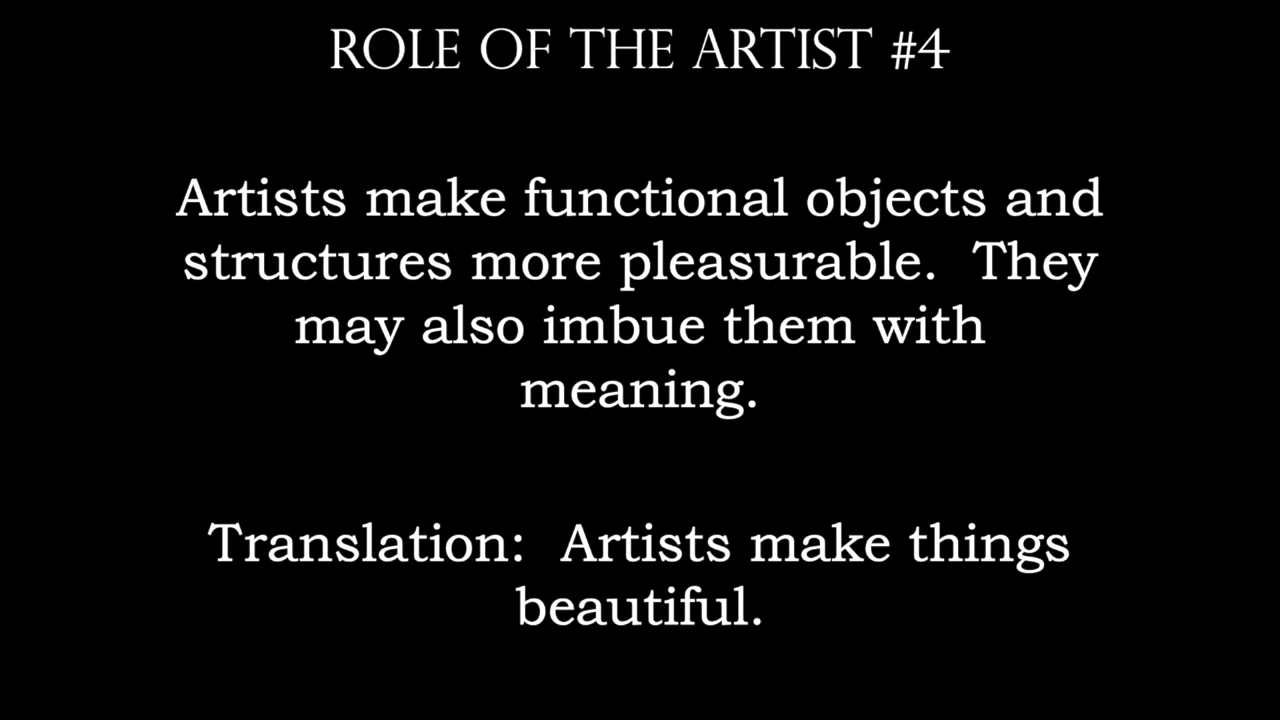 ROLE OF THE ARTIST #4
Artists make functional objects and
structures more pleasurable.  They
may also imbue them with
meaning.
Translation:  Artists make things
beautiful.